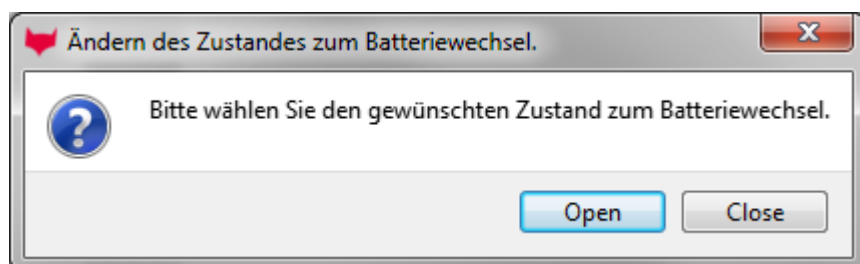 Ändern des Zustandes zum Batteriewechsel.
Bitte wählen Sie den gewünschten Zustand zum Batteriewechsel.
Open Close